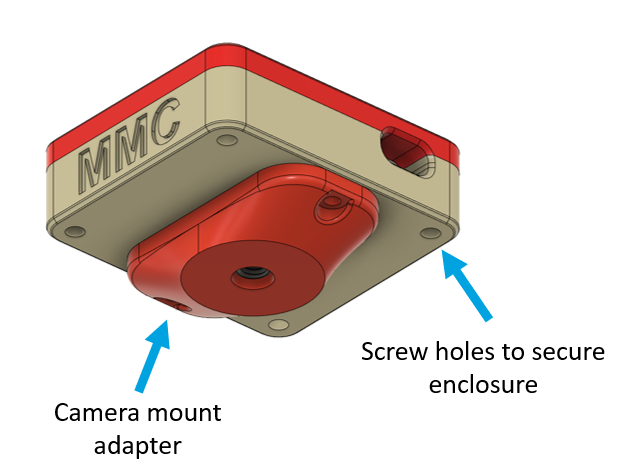 MMC
Screw holes to secure
enclosure
Camera mount
adapter